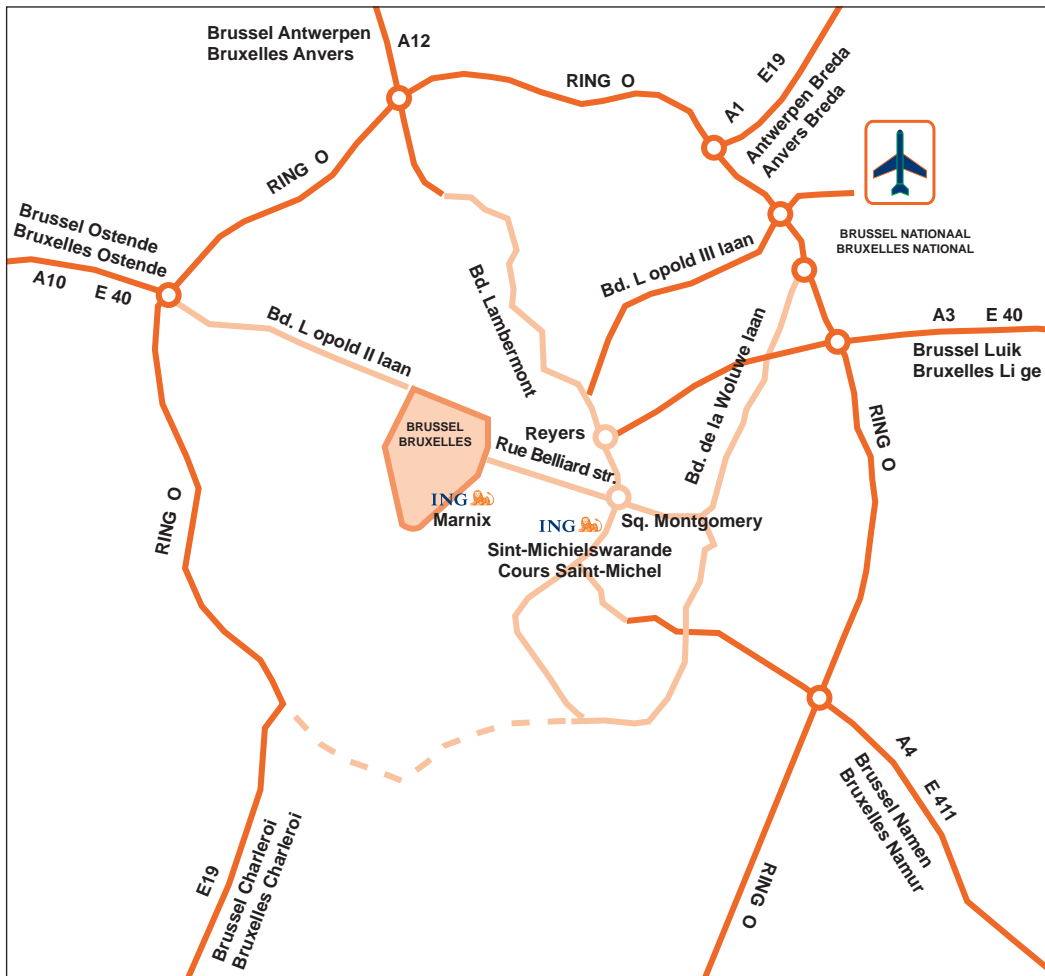 Brussel Antwerpen
Bruxelles Anvers
A12
RING O
A1 E19
Antwerpen Breda
Anvers Breda
RING O
BRUSSEL NATIONAAL
BRUXELLES NATIONAL
Brussel Ostende
Bruxelles Ostende
A10 E 40
Bd. L opold II laan
Bd. Lambermont
Bd. L opold III laan
Bd. de la Woluwe laan
A3 E 40
Brussel Luik
Bruxelles Li ge
BRUSSEL
BRUXELLES
Reyers
Rue Belliard str.
RING O
ING
Marnix
ING
Sq. Montgomery
Sint-Michielswarande
Cours Saint-Michel
RING O
A4 E 411
Brussel Namen
Bruxelles Namur
E19
Brussel Charleroi
Bruxelles Charleroi
RING O